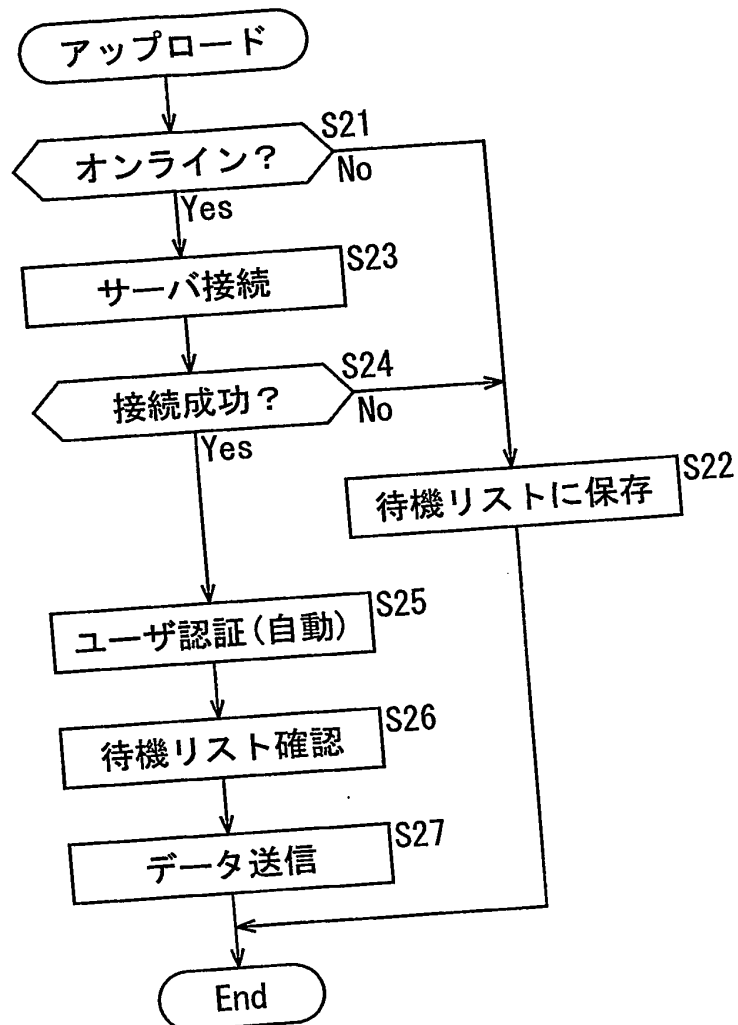 アップロード
S21
オンライン?
No
Yes
S23
サーバ接続
S24
接続成功?
No
Yes
S22
待機リストに保存
S25
ユーザ認証(自動)
S26
待機リスト確認
S27
データ送信
End